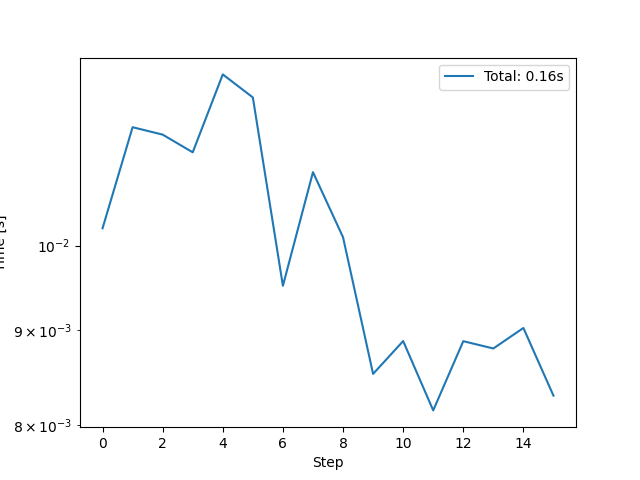 Total: 0.16s
Time [s]
10⁻²
9 × 10⁻³
8 × 10⁻³
0 2 4 6 8 10 12 14
Step